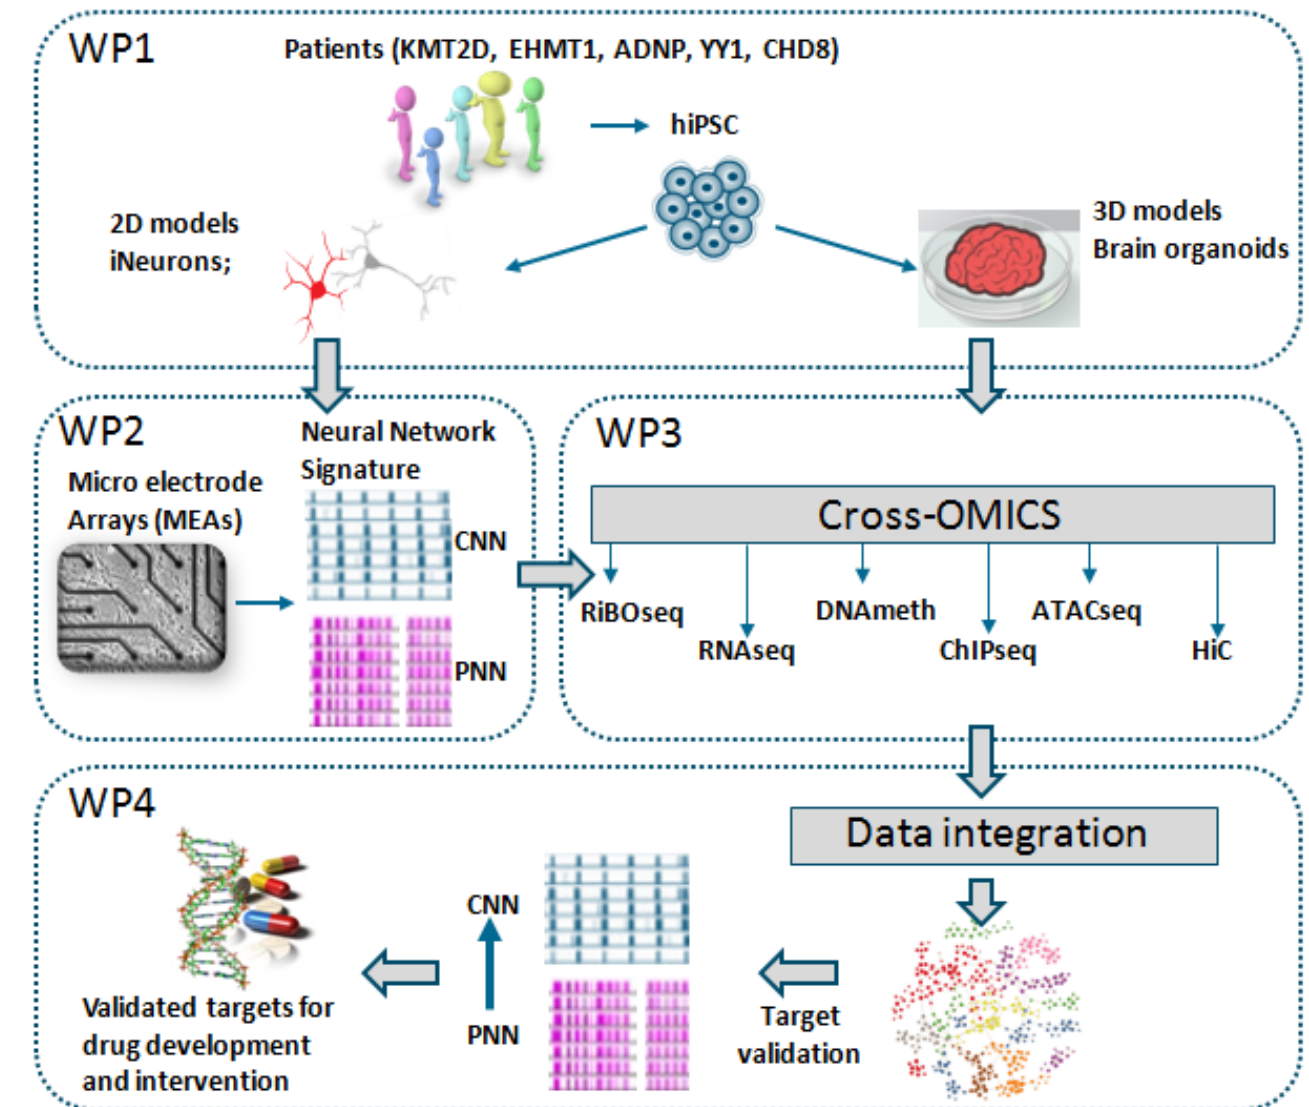 WP1
Patients (KMT2D, EHMT1, ADNP, YY1, CHD8)
hiPSC
2D models
iNeurons;
3D models
Brain organoids
WP2
Neural Network
Signature
Micro electrode
Arrays (MEAs)
CNN
PNN
WP3
Cross-OMICS
RiBOseq
RNAseq
DNAmeth
ChIPseq
ATACseq
HiC
WP4
Data integration
CNN
PNN
Target
validation
Validated targets for
drug development
and intervention